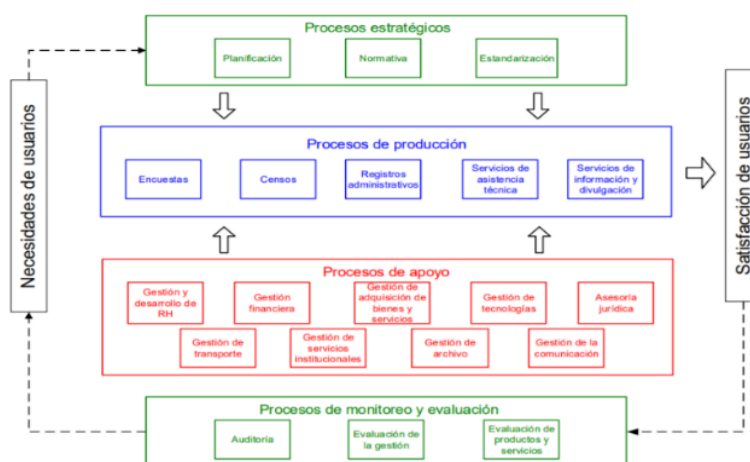 Procesos estratégicos
Planificación
Normativa
Estandarización
Necesidades de usuarios
Procesos de producción
Encuestas
Censos
Registros
administrativos
Servicios de
asistencia
técnica
Servicios de
información y
divulgación
Satisfacción de usuarios
Procesos de apoyo
Gestión y
desarrollo de
RH
Gestión
financiera
Gestión de
adquisición de
bienes y
servicios
Gestión de
tecnologías
Asesoría
jurídica
Gestión de
transporte
Gestión de
servicios
institucionales
Gestión de
archivo
Gestión de la
comunicación
Procesos de monitoreo y evaluación
Auditoría
Evaluación de
la gestión
Evaluación de
productos y
servicios